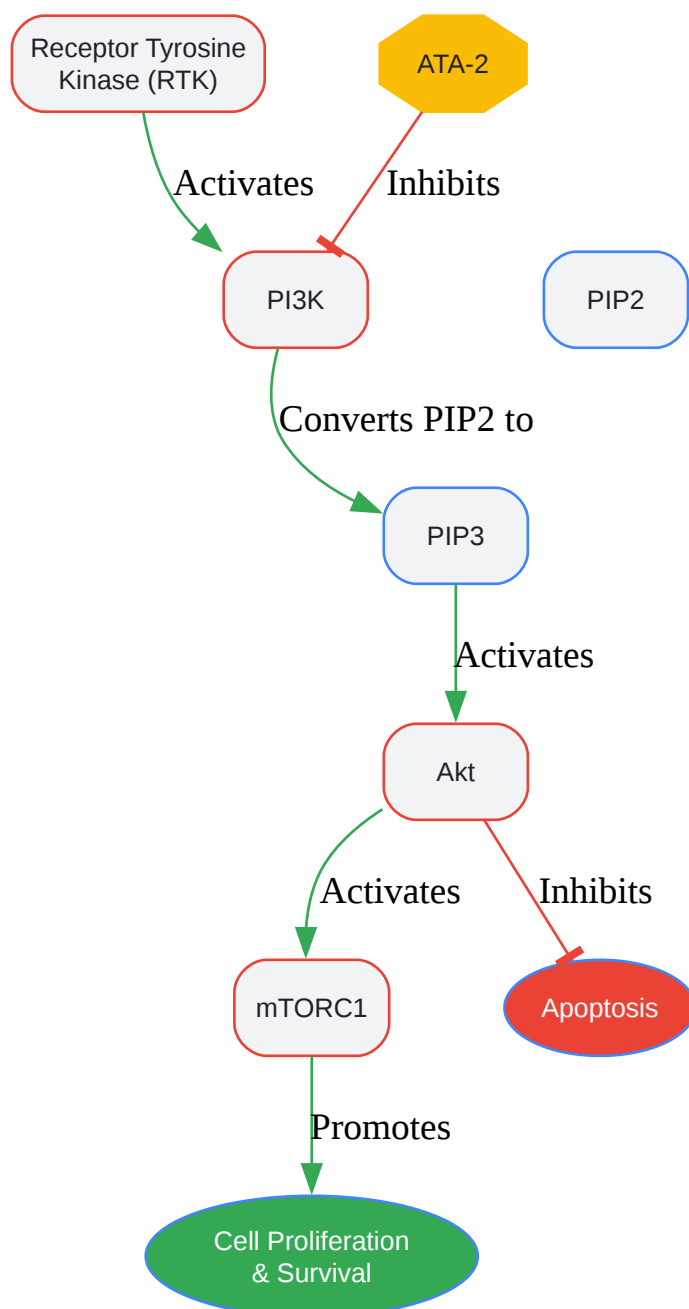 Receptor Tyrosine
Kinase (RTK)
ATA-2
Activates
Inhibits
PI3K
PIP2
Converts PIP2 to
PIP3
Activates
Akt
Activates
Inhibits
mTORC1
Apoptosis
Promotes
Cell Proliferation
& Survival